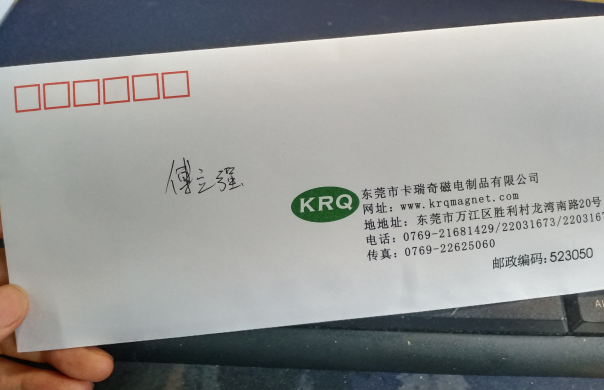 傅立强
KRQ
东莞市卡瑞奇磁电制品有限公司
网址：www.krqmagnet.com
地地址：东莞市万江区胜利村龙湾南路20号
电话：0769-21681429/22031673/2203167
传真：0769-22625060
邮政编码：523050